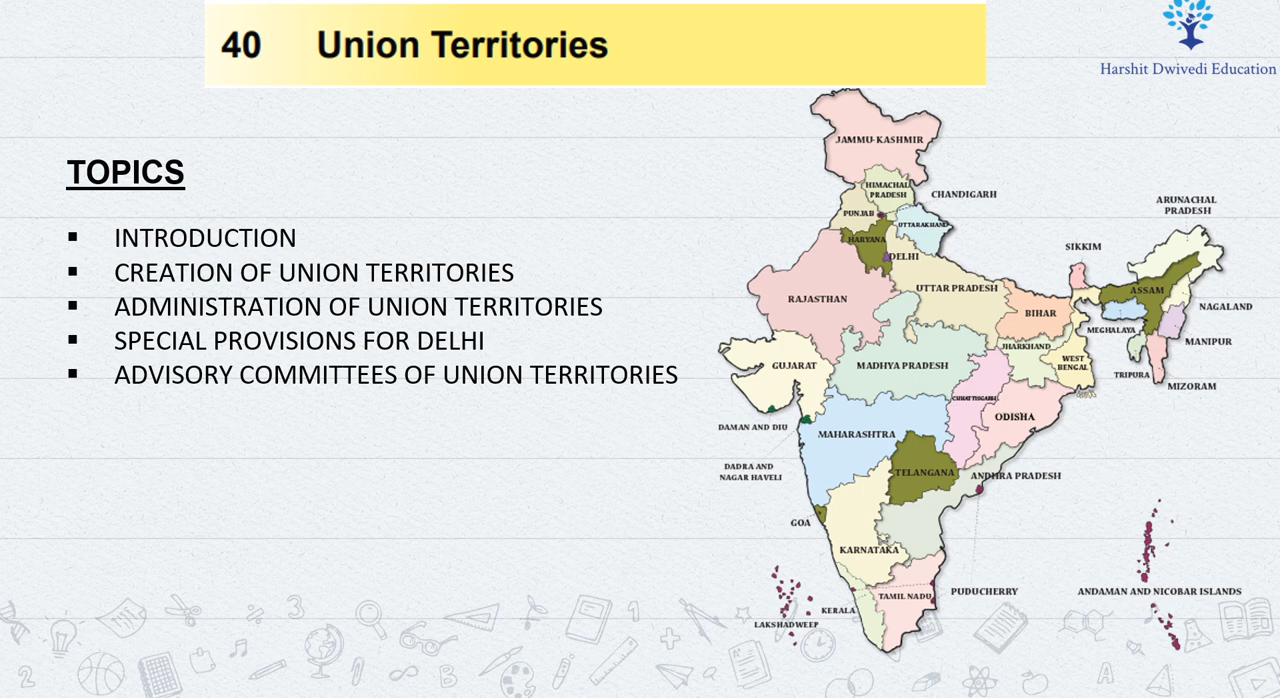 40 Union Territories
Harshit Dwivedi Education
TOPICS
▪ INTRODUCTION
▪ CREATION OF UNION TERRITORIES
▪ ADMINISTRATION OF UNION TERRITORIES
▪ SPECIAL PROVISIONS FOR DELHI
▪ ADVISORY COMMITTEES OF UNION TERRITORIES
JAMMU-KASHMIR
HIMACHAL
PRADESH
CHANDIGARH
PUNJAB
UTTARAKHAND
HARYANA
DELHI
ARUNACHAL
PRADESH
SIKKIM
RAJASTHAN
UTTAR PRADESH
BIHAR
ASSAM
NAGALAND
MEGHALAYA
MANIPUR
TRIPURA
MIZORAM
JHARKHAND
WEST
BENGAL
GUJARAT
MADHYA PRADESH
CHHATTISGARH
ODISHA
DAMAN AND DIU
MAHARASHTRA
DADRA AND
NAGAR HAVELI
TELANGANA
ANDHRA PRADESH
GOA
KARNATAKA
PUDUCHERRY
ANDAMAN AND NICOBAR ISLANDS
TAMIL NADU
KERALA
LAKSHADWEEP